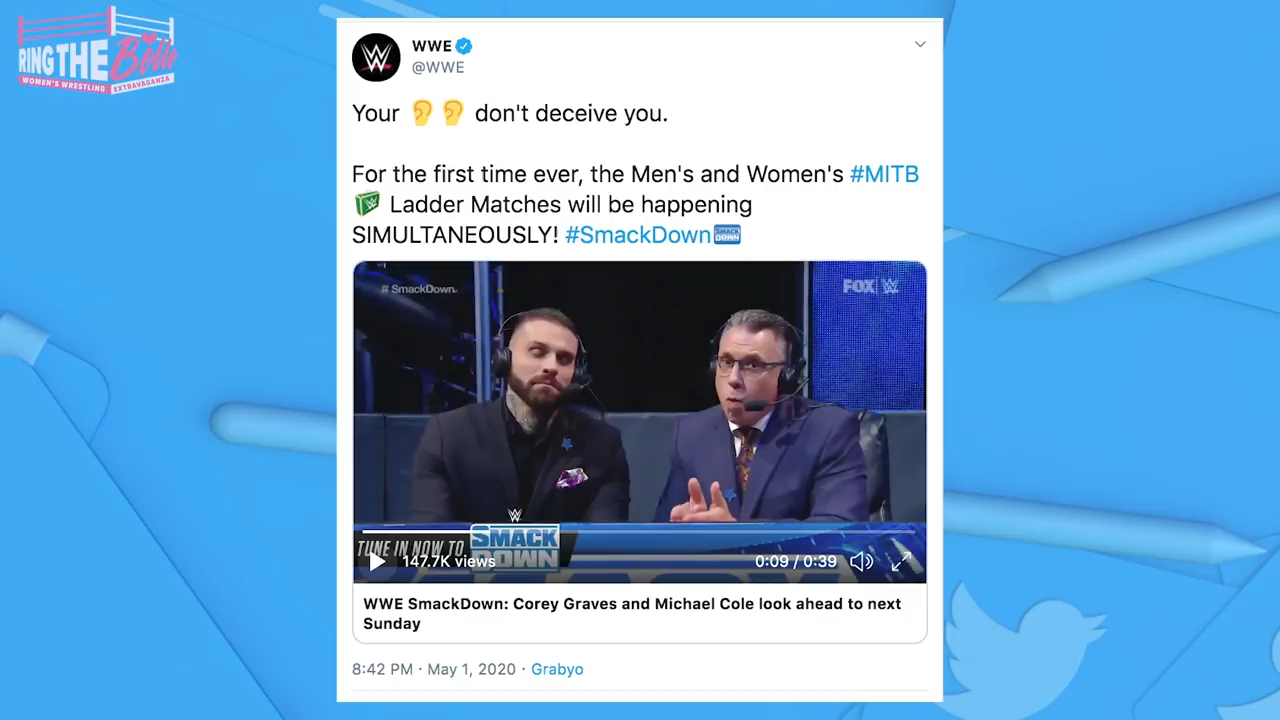 RING THE Belle
WOMEN'S WRESTLING EXTRAVAGANZA
WWE
@WWE
Your 👂👂 don't deceive you.
For the first time ever, the Men's and Women's #MITB
Ladder Matches will be happening
SIMULTANEOUSLY! #SmackDown SMACK DOWN
# SmackDown
FOX W
TUNE IN NOW TO SMACK DOWN
147.7K views
0:09 / 0:39
WWE SmackDown: Corey Graves and Michael Cole look ahead to next
Sunday
8:42 PM · May 1, 2020 · Grabyo